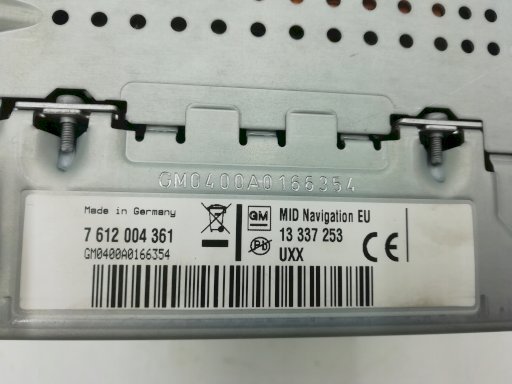 GM0400A0166354
Made in Germany
7 612 004 361
GM0400A0166354
GM
MID Navigation EU
13 337 253
Pb
UXX
CE